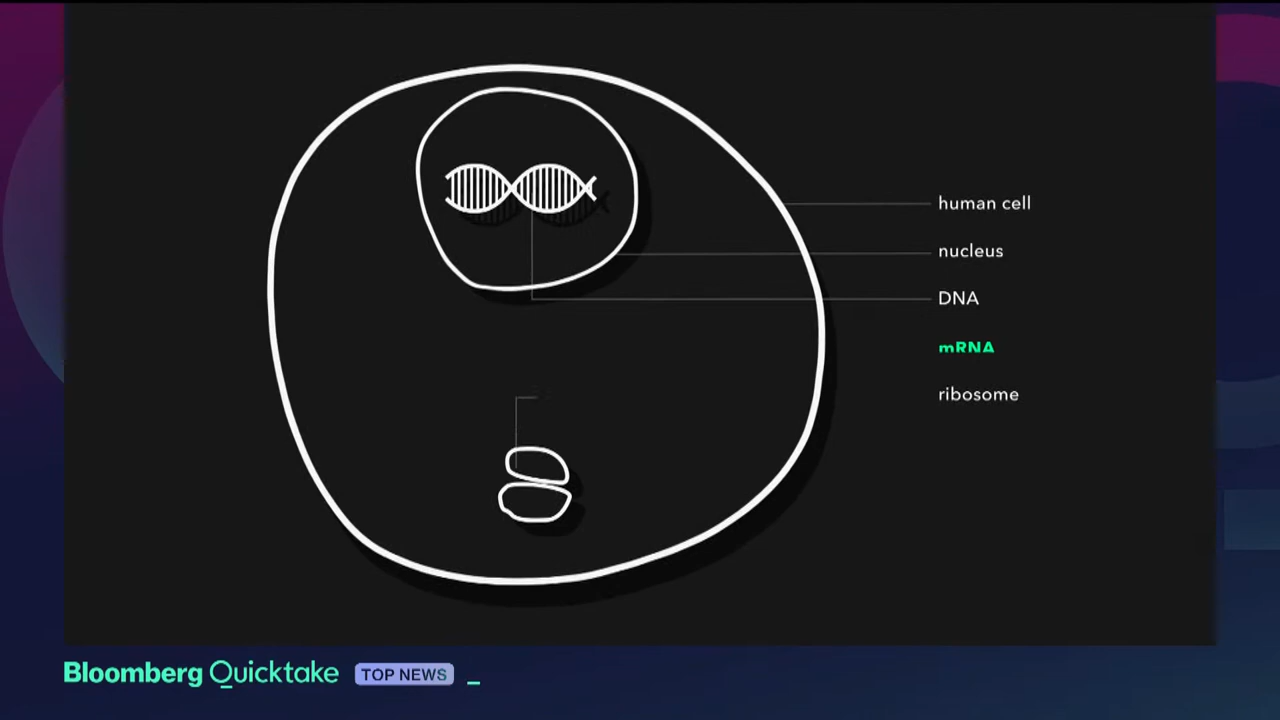 human cell
nucleus
DNA
mRNA
ribosome
Bloomberg Quicktake TOP NEWS _